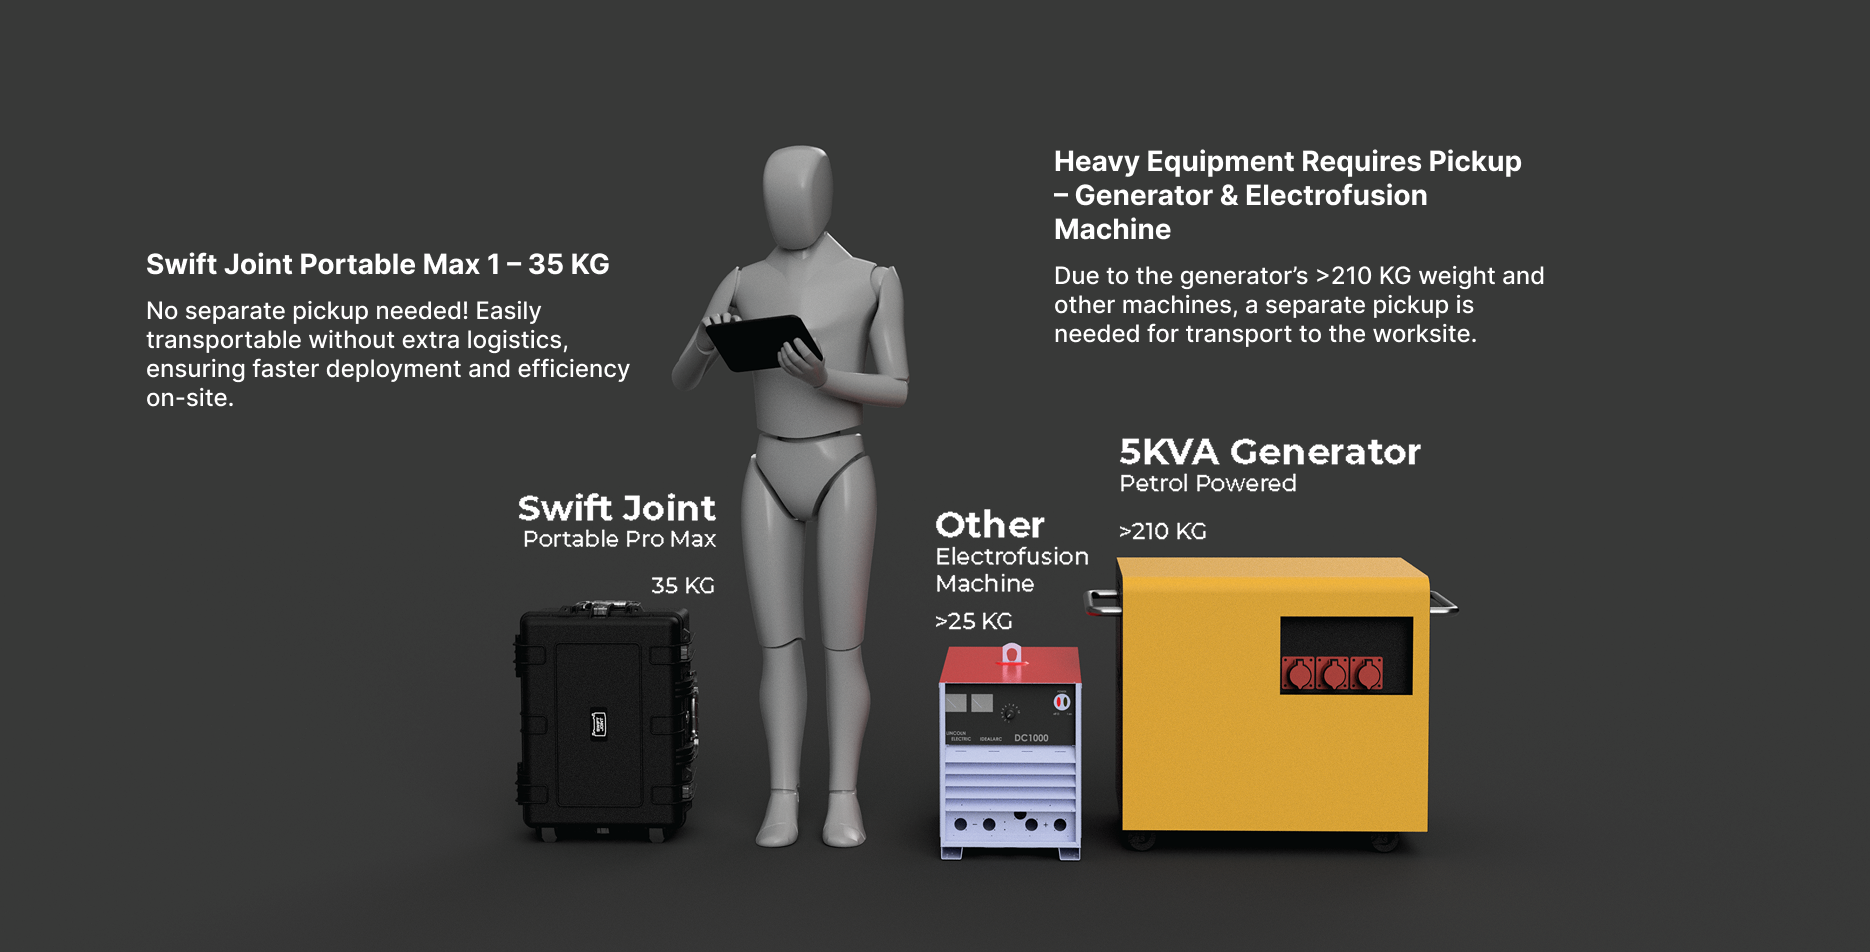 Swift Joint Portable Max 1 – 35 KG
No separate pickup needed! Easily
transportable without extra logistics,
ensuring faster deployment and efficiency
on-site.
Heavy Equipment Requires Pickup
– Generator & Electrofusion
Machine
Due to the generator’s >210 KG weight and
other machines, a separate pickup is
needed for transport to the worksite.
Swift Joint
Portable Pro Max
35 KG
Other
Electrofusion
Machine
>25 KG
5KVA Generator
Petrol Powered
>210 KG
LINCOLN
ELECTRIC
IDEALARC
DC1000